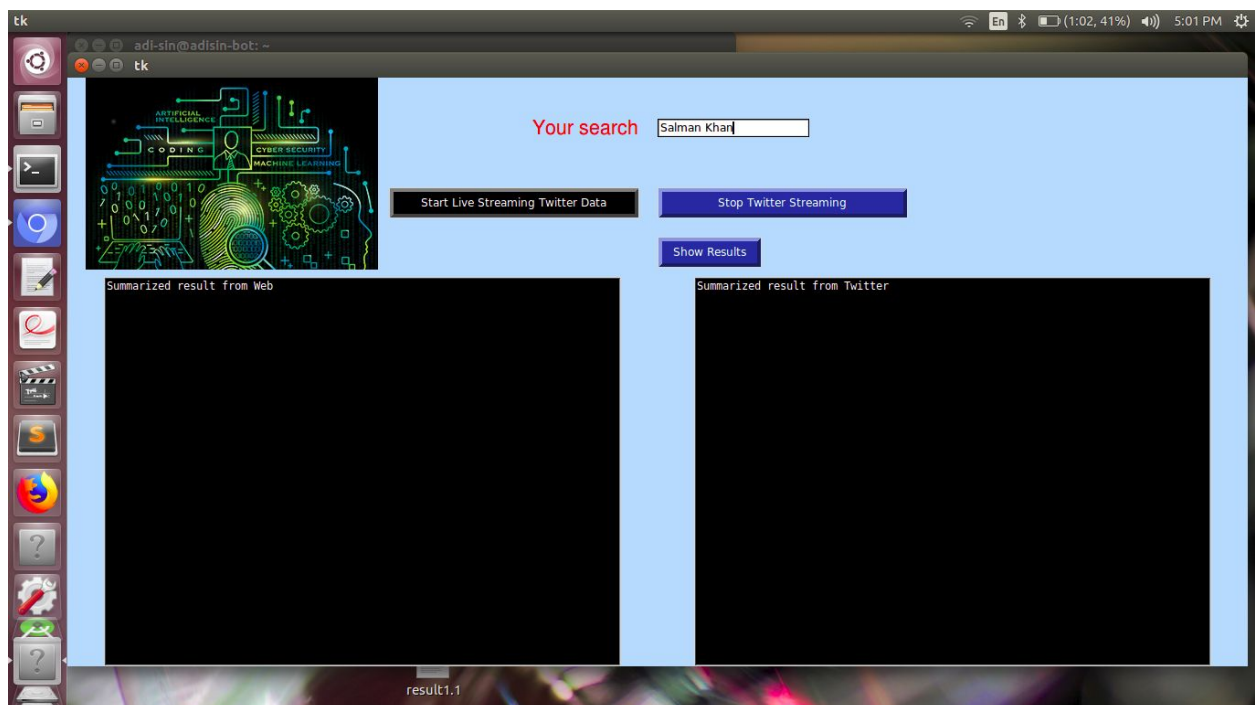 tk
En
(1:02, 41%)
5:01 PM
adi-sin@adisin-bot: ~
tk
ARTIFICIAL
INTELLIGENCE
CODING
CYBER SECURITY
MACHINE LEARNING
Your search
Salman Khan
Start Live Streaming Twitter Data
Stop Twitter Streaming
Show Results
Summarized result from Web
Summarized result from Twitter
result1.1